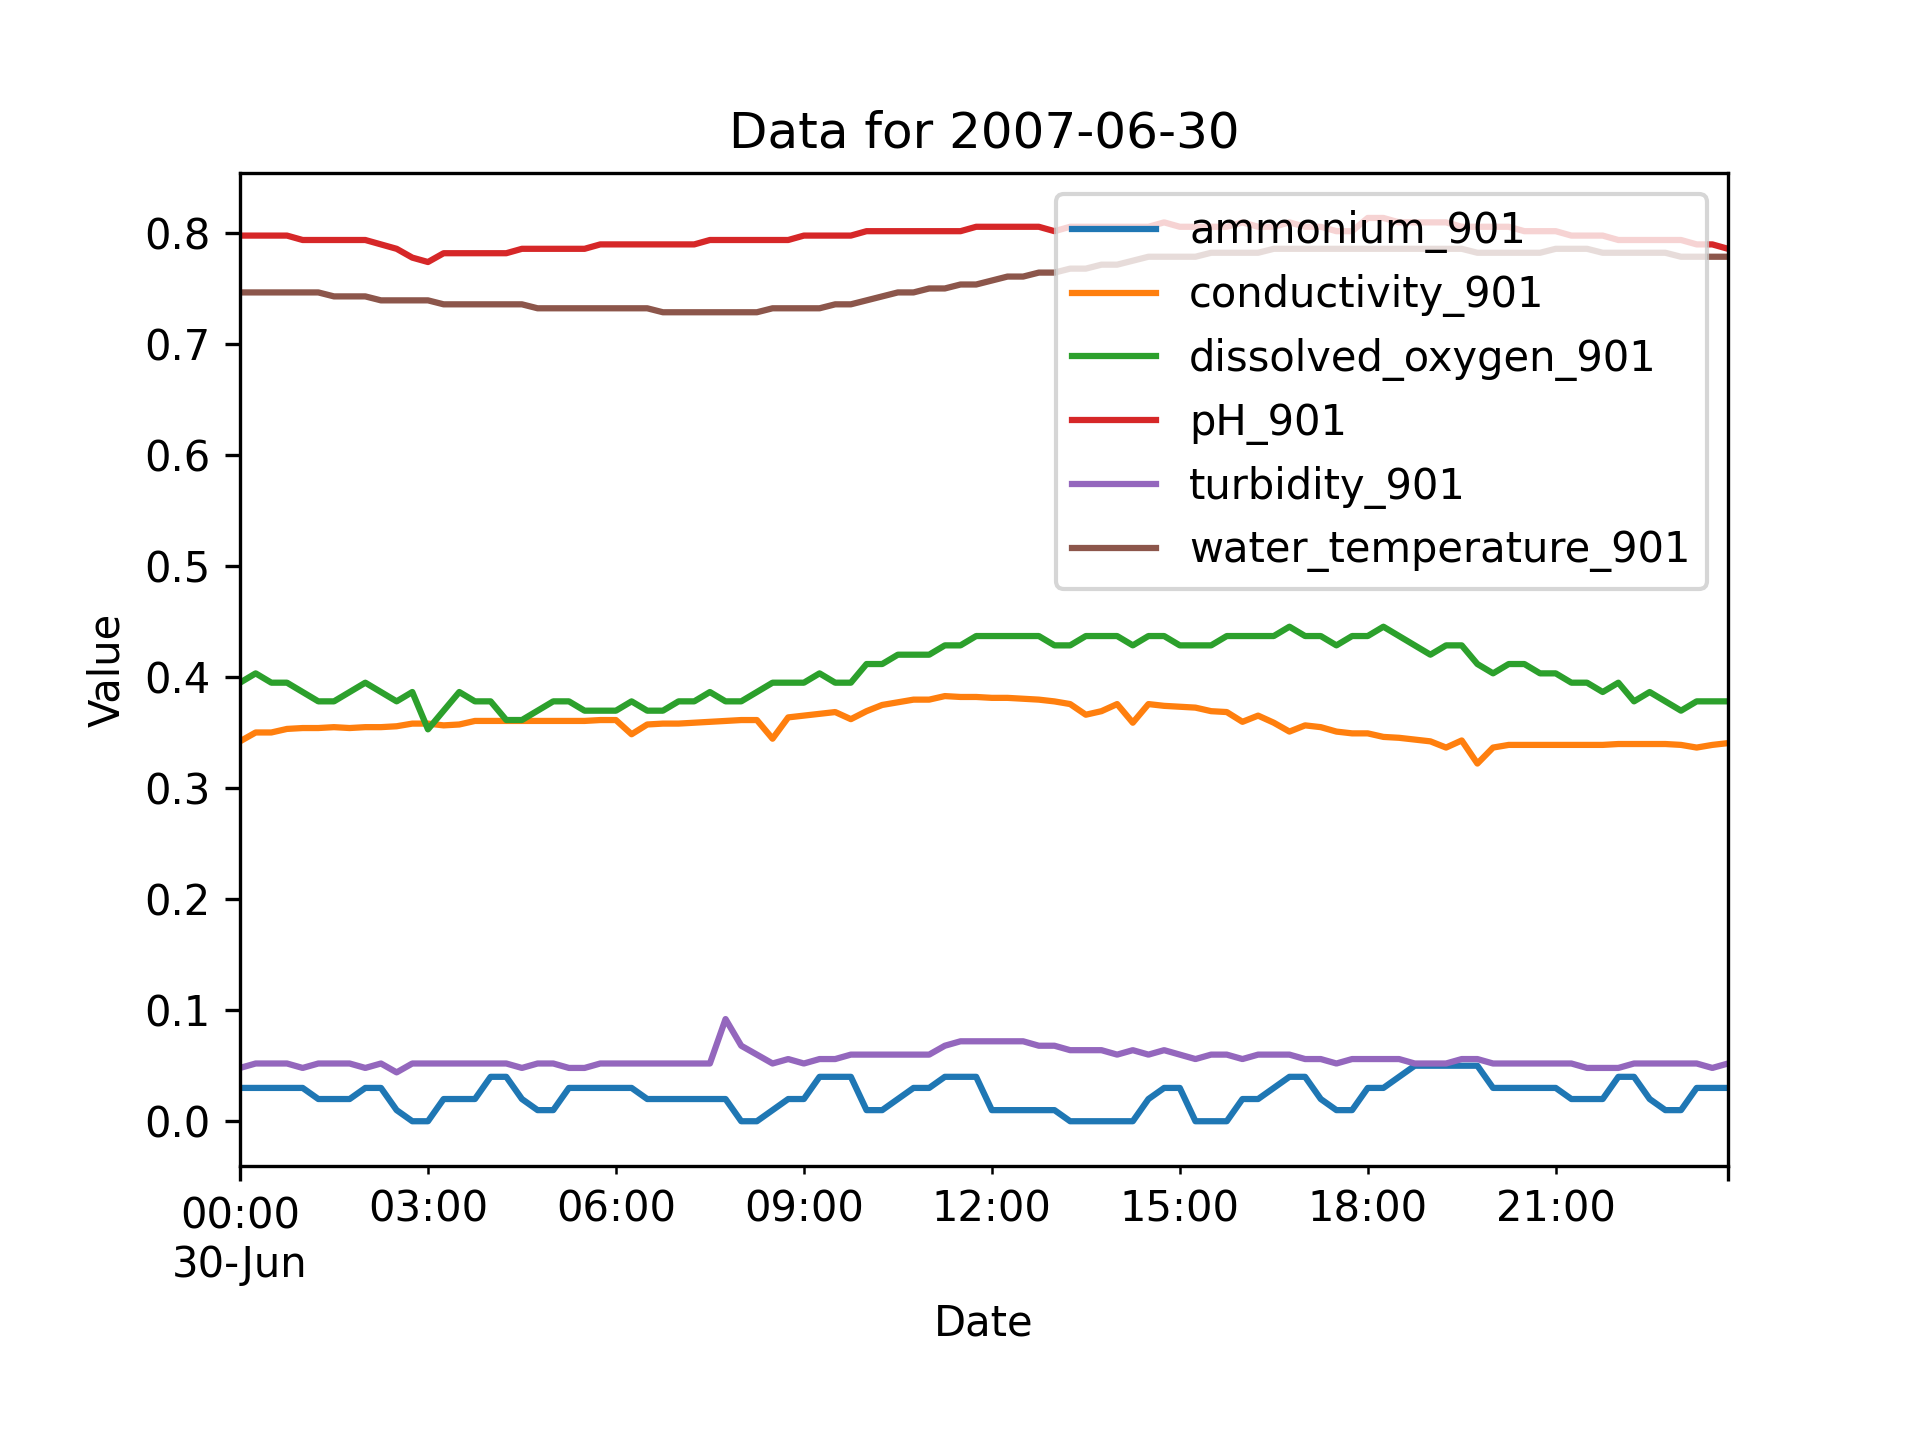 Data for 2007-06-30
0.8
0.7
0.6
0.5
0.4
0.3
0.2
0.1
0.0
Value
ammonium_901
conductivity_901
dissolved_oxygen_901
pH_901
turbidity_901
water_temperature_901
00:00 03:00 06:00 09:00 12:00 15:00 18:00 21:00
30-Jun
Date